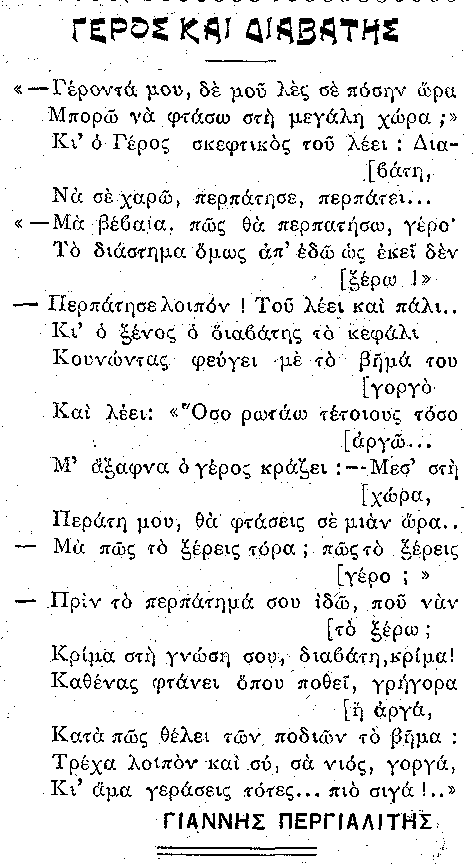 ΓΕΡΟΣ ΚΑΙ ΔΙΑΒΑΤΗΣ
« — Γέροντά μου, δὲ μοῦ λὲς σὲ πόσην ὥρα
Μπορῶ νὰ φτάσω στὴ μεγάλη χώρα ;»
Κι’ ὁ Γέρος σκεφτικὸς τοῦ λέει : Δια-
[βάτη,
Νὰ σὲ χαρῶ, περπάτησε, περπάτει...
« — Μὰ βέβαια. πῶς θὰ περπατήσω, γέρο·
Τὸ διάστημα ὅμως ἀπ’ ἐδῶ ὡς ἐκεῖ δὲν
[ξέρω !»
— Περπάτησε λοιπόν ! Τοῦ λέει καὶ πάλι..
Κι’ ὁ ξένος ὁ διαβάτης τὸ κεφάλι
Κουνώντας φεύγει μὲ τὸ βῆμά του
[γοργὸ
Καὶ λέει: «Ὅσο ρωτάω τέτοιους τόσο
[ἀργῶ...
Μ’ ἄξαφνα ὁ γέρος κράζει : — Μεσ’ στὴ
[χώρα,
Περάτη μου, θὰ φτάσεις σὲ μιὰν ὥρα..
— Μὰ πῶς τὸ ξέρεις τόρα ; πῶς τὸ ξέρεις
[γέρο ; »
— Πρὶν τὸ περπάτημά σου ἰδῶ, ποῦ νὰν
[τὸ ξέρω ;
Κρίμα στὴ γνώση σου, διαβάτη, κρίμα!
Καθένας φτάνει ὅπου ποθεῖ, γρήγορα
[ἢ ἀργά,
Κατὰ πῶς θέλει τῶν ποδιῶν τὸ βῆμα :
Τρέχα λοιπὸν καὶ σύ, σὰ νιός, γοργά,
Κι’ ἅμα γεράσεις τότες... πιὸ σιγά !..»
ΓΙΑΝΝΗΣ ΠΕΡΓΙΑΛΙΤΗΣ